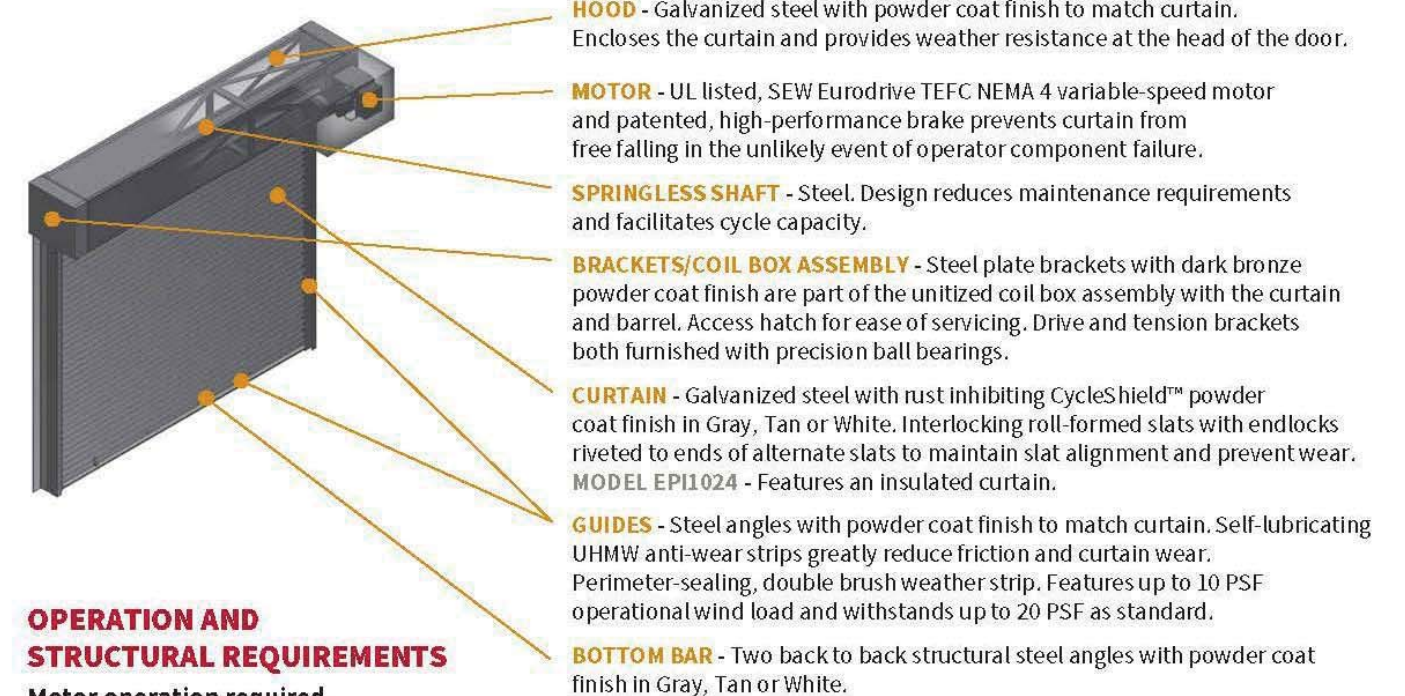 HOOD - Galvanized steel with powder coat finish to match curtain.
Encloses the curtain and provides weather resistance at the head of the door.
MOTOR - UL listed, SEW Eurodrive TEFC NEMA 4 variable-speed motor
and patented, high-performance brake prevents curtain from
free falling in the unlikely event of operator component failure.
SPRINGLESS SHAFT - Steel. Design reduces maintenance requirements
and facilitates cycle capacity.
BRACKETS/COIL BOX ASSEMBLY - Steel plate brackets with dark bronze
powder coat finish are part of the unitized coil box assembly with the curtain
and barrel. Access hatch for ease of servicing. Drive and tension brackets
both furnished with precision ball bearings.
CURTAIN - Galvanized steel with rust inhibiting CycleShield™ powder
coat finish in Gray, Tan or White. Interlocking roll-formed slats with endlocks
riveted to ends of alternate slats to maintain slat alignment and prevent wear.
MODEL EPI1024 - Features an insulated curtain.
GUIDES - Steel angles with powder coat finish to match curtain. Self-lubricating
UHMW anti-wear strips greatly reduce friction and curtain wear.
Perimeter-sealing, double brush weather strip. Features up to 10 PSF
operational wind load and withstands up to 20 PSF as standard.
BOTTOM BAR - Two back to back structural steel angles with powder coat
finish in Gray, Tan or White.
OPERATION AND
STRUCTURAL REQUIREMENTS
Motor operation required